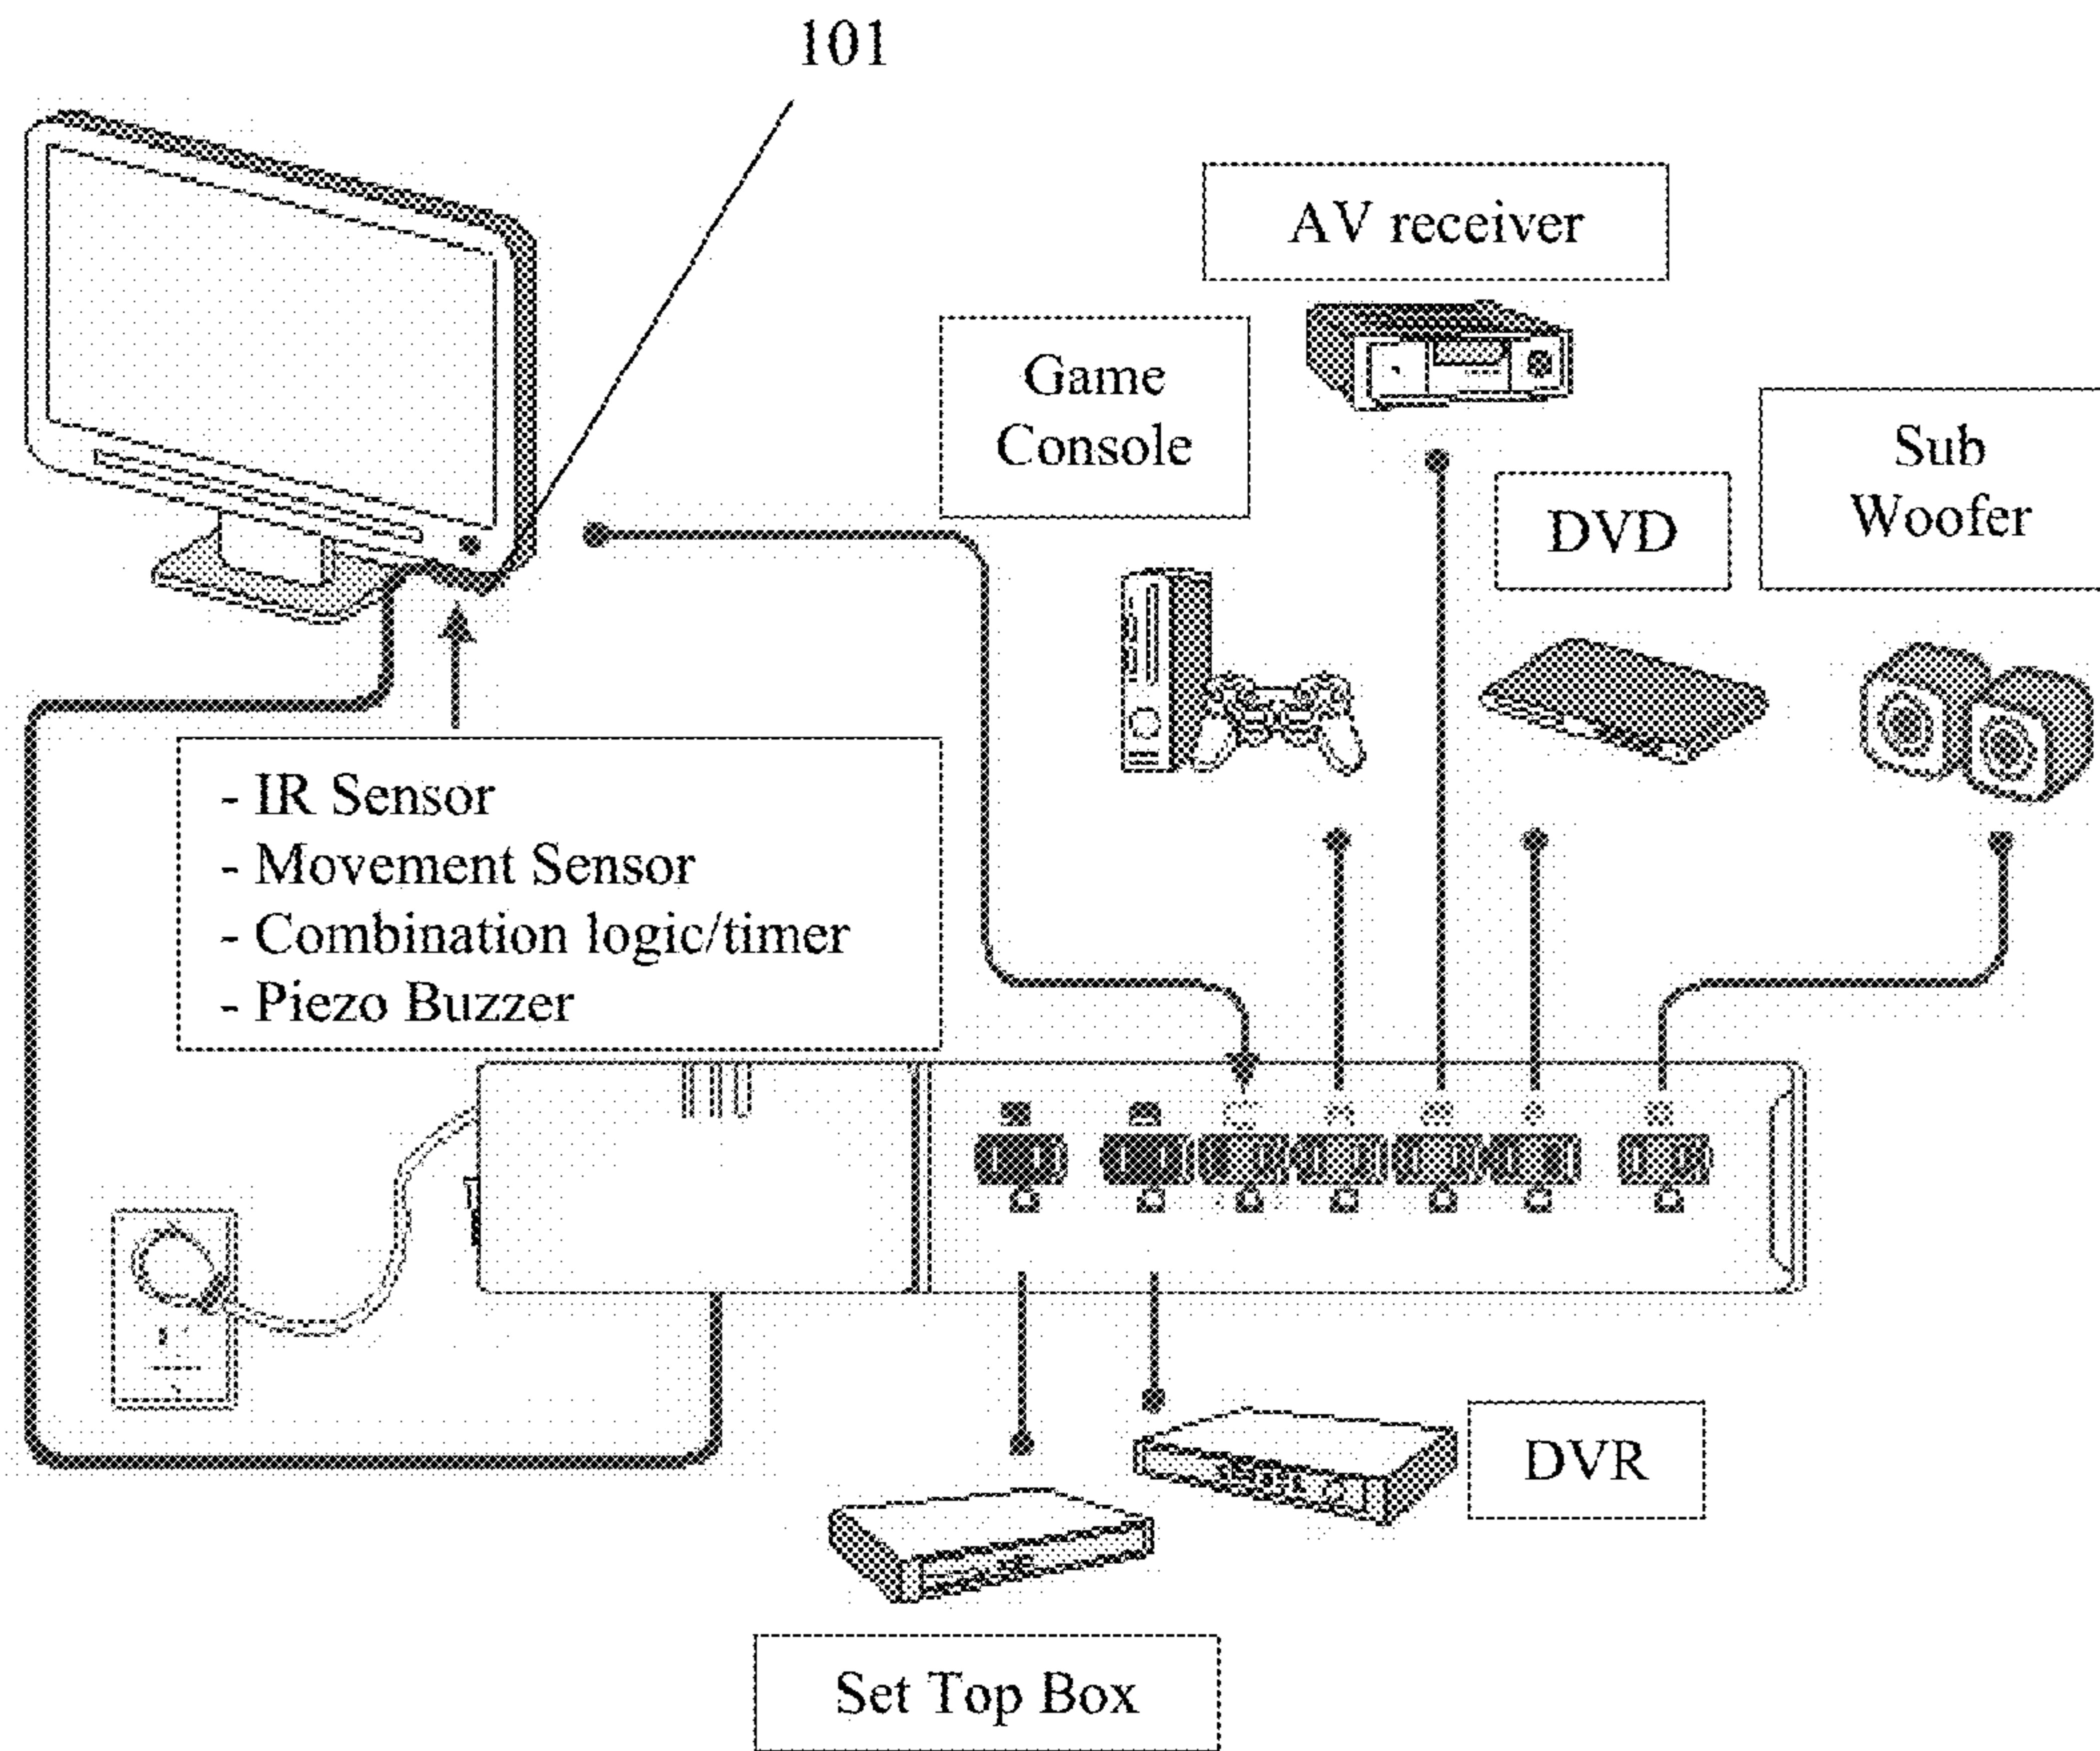 101
AV receiver
Game
Console
Sub
Woofer
DVD
- IR Sensor
- Movement Sensor
- Combination logic/timer
- Piezo Buzzer
DVR
Set Top Box